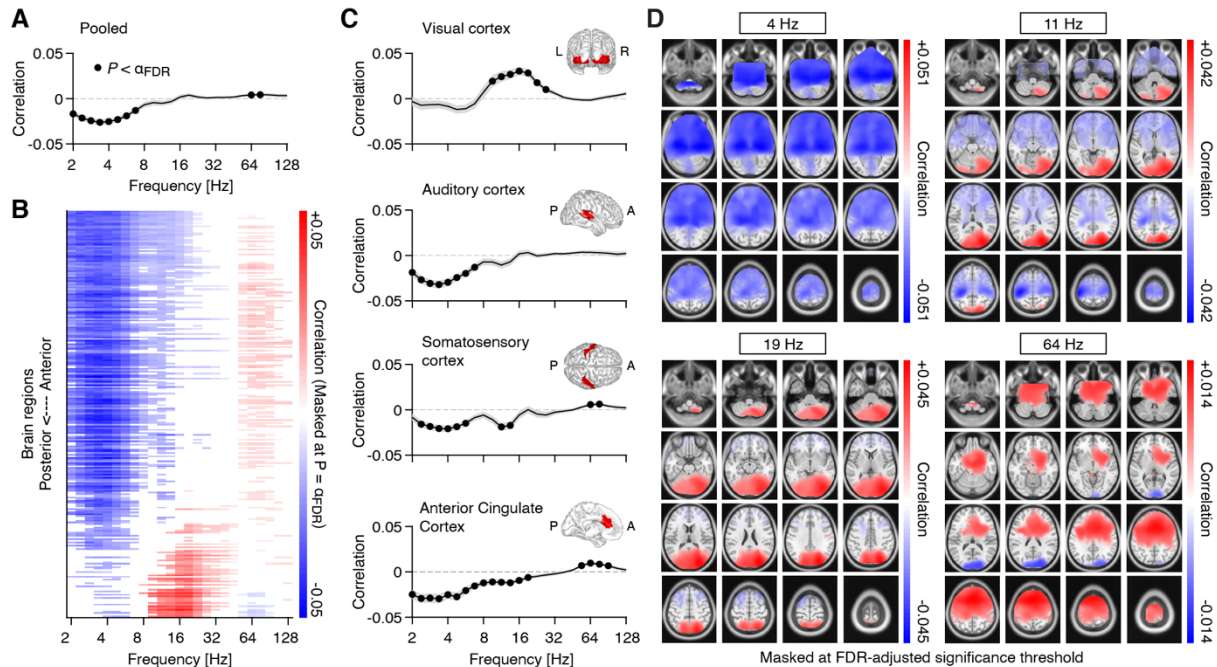 A
Pooled
0.05
P < αFDR
0
-0.05
Correlation
2
4
8
16
32
64
128
Frequency [Hz]
B
Brain regions
Posterior <---- Anterior
2
4
8
16
32
64
128
Frequency [Hz]
+0.05
Correlation (Masked at P = αFDR)
-0.05
C
Visual cortex
L
R
0.05
0
-0.05
Correlation
Auditory cortex
P
A
0.05
0
-0.05
Correlation
Somatosensory
cortex
P
A
0.05
0
-0.05
Correlation
Anterior Cingulate
Cortex
P
A
0.05
0
-0.05
Correlation
2
4
8
16
32
64
128
Frequency [Hz]
D
4 Hz
+0.051
Correlation
-0.051
11 Hz
+0.042
Correlation
-0.042
19 Hz
+0.045
Correlation
-0.045
64 Hz
+0.014
Correlation
-0.014
Masked at FDR-adjusted significance threshold